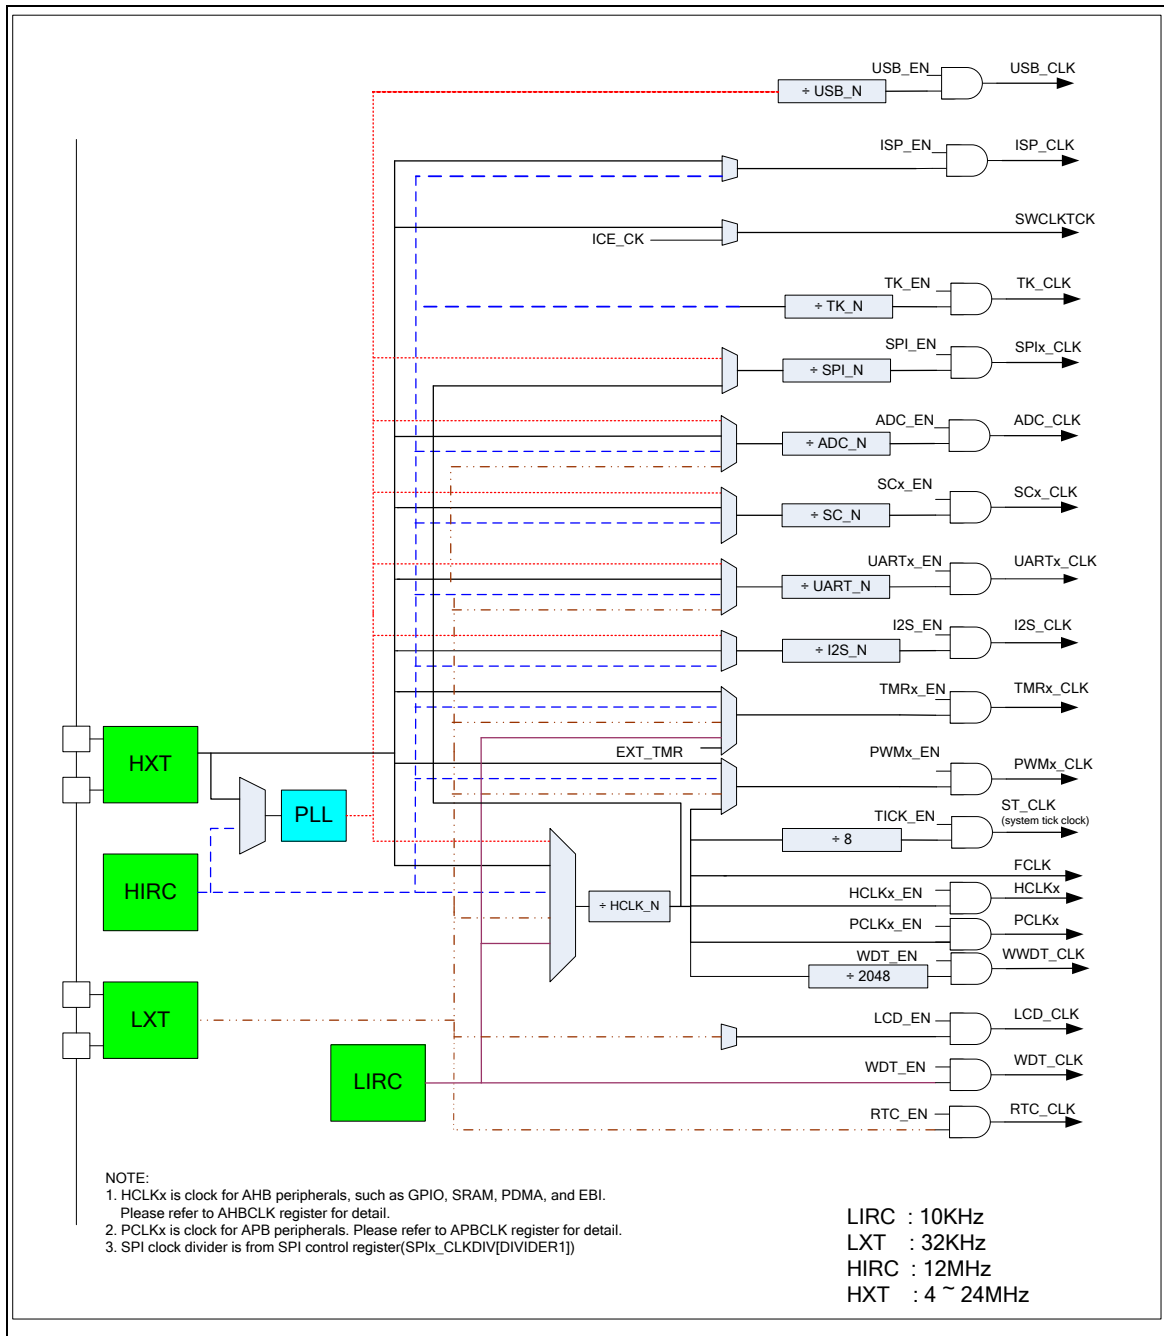 USB_EN
USB_CLK
÷ USB_N
ISP_EN
ISP_CLK
SWCLKTCK
ICE_CK
TK_EN
TK_CLK
÷ TK_N
SPI_EN
SPIx_CLK
÷ SPI_N
ADC_EN
ADC_CLK
÷ ADC_N
SCx_EN
SCx_CLK
÷ SC_N
UARTx_EN
UARTx_CLK
÷ UART_N
I2S_EN
I2S_CLK
÷ I2S_N
TMRx_EN
TMRx_CLK
EXT_TMR
HXT
PWMx_EN
PWMx_CLK
PLL
ST_CLK
(system tick clock)
TICK_EN
÷ 8
FCLK
HIRC
HCLKx_EN
HCLKx
÷ HCLK_N
PCLKx_EN
PCLKx
WDT_EN
WWDT_CLK
÷ 2048
LXT
LCD_EN
LCD_CLK
LIRC
WDT_EN
WDT_CLK
RTC_EN
RTC_CLK
NOTE:
1. HCLKx is clock for AHB peripherals, such as GPIO, SRAM, PDMA, and EBI.
Please refer to AHBCLK register for detail.
2. PCLKx is clock for APB peripherals. Please refer to APBCLK register for detail.
3. SPI clock divider is from SPI control register(SPIx_CLKDIV[DIVIDER1])
LIRC : 10KHz
LXT : 32KHz
HIRC : 12MHz
HXT : 4 ~ 24MHz